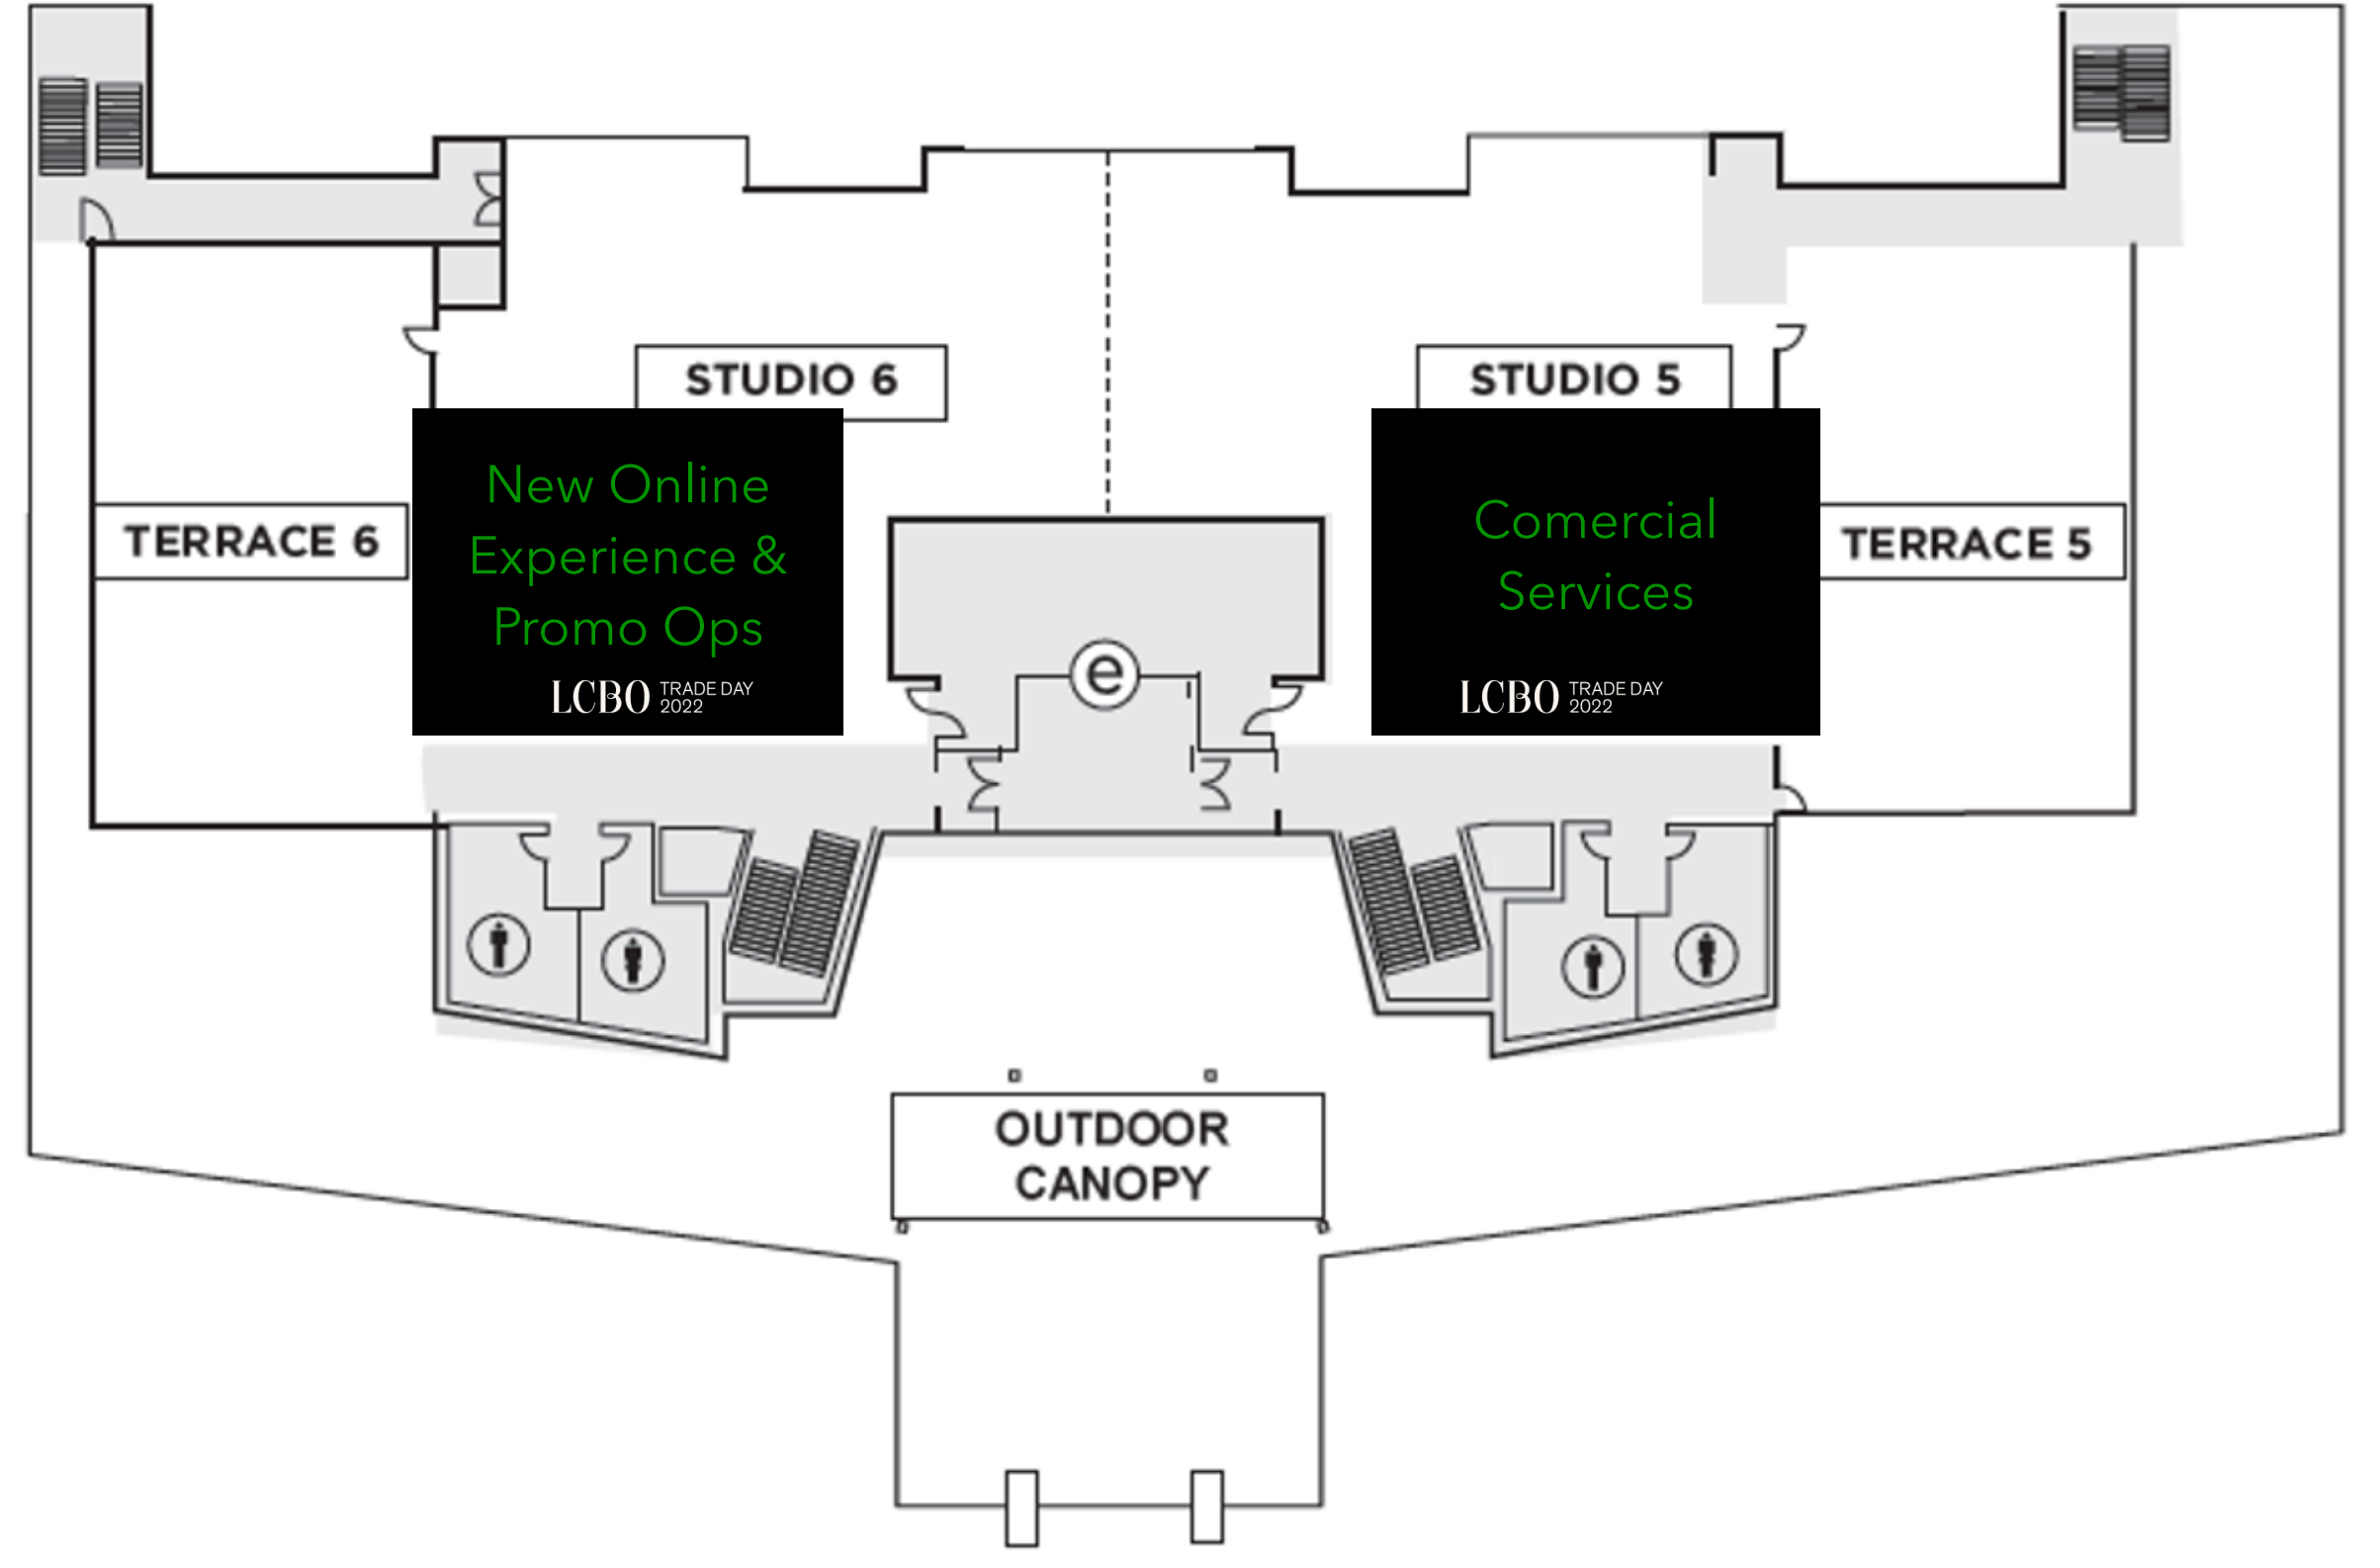 STUDIO 6
STUDIO 5
New Online
Experience &
Promo Ops
LCBO TRADE DAY
2022
Comercial
Services
LCBO TRADE DAY
2022
TERRACE 6
TERRACE 5
e
OUTDOOR
CANOPY